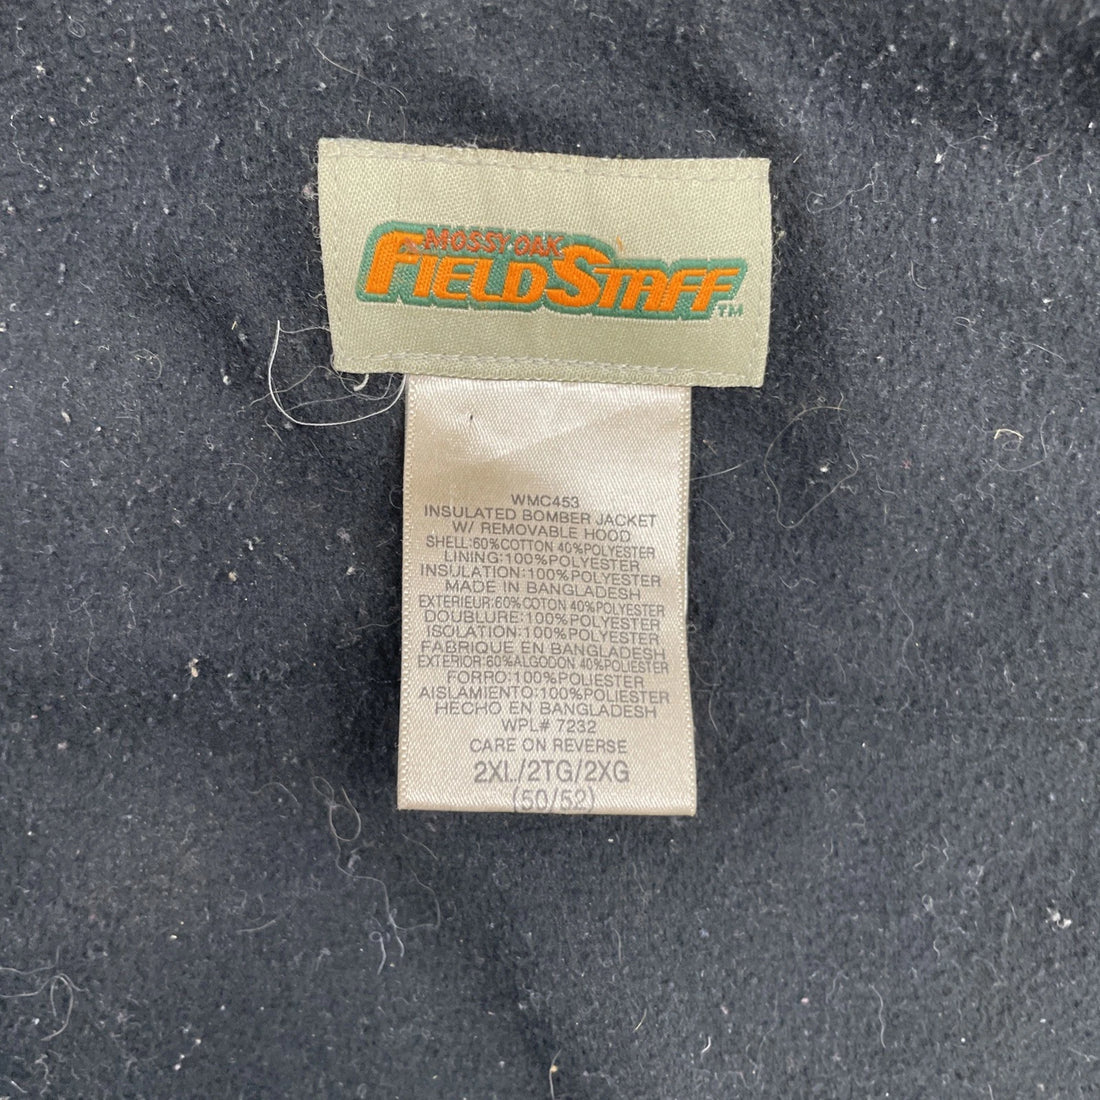 MOSSY OAK
FIELD STAFF™
WMC453
INSULATED BOMBER JACKET
W/ REMOVABLE HOOD
SHELL:60%COTTON 40%POLYESTER
LINING:100%POLYESTER
INSULATION:100%POLYESTER
MADE IN BANGLADESH
EXTERIEUR:60%COTON 40%POLYESTER
DOUBLURE:100%POLYESTER
ISOLATION:100%POLYESTER
FABRIQUE EN BANGLADESH
EXTERIOR:60%ALGODON 40%POLIESTER
FORRO:100%POLIESTER
AISLAMIENTO:100%POLIESTER
HECHO EN BANGLADESH
WPL# 7232
CARE ON REVERSE
2XL/2TG/2XG
(50/52)